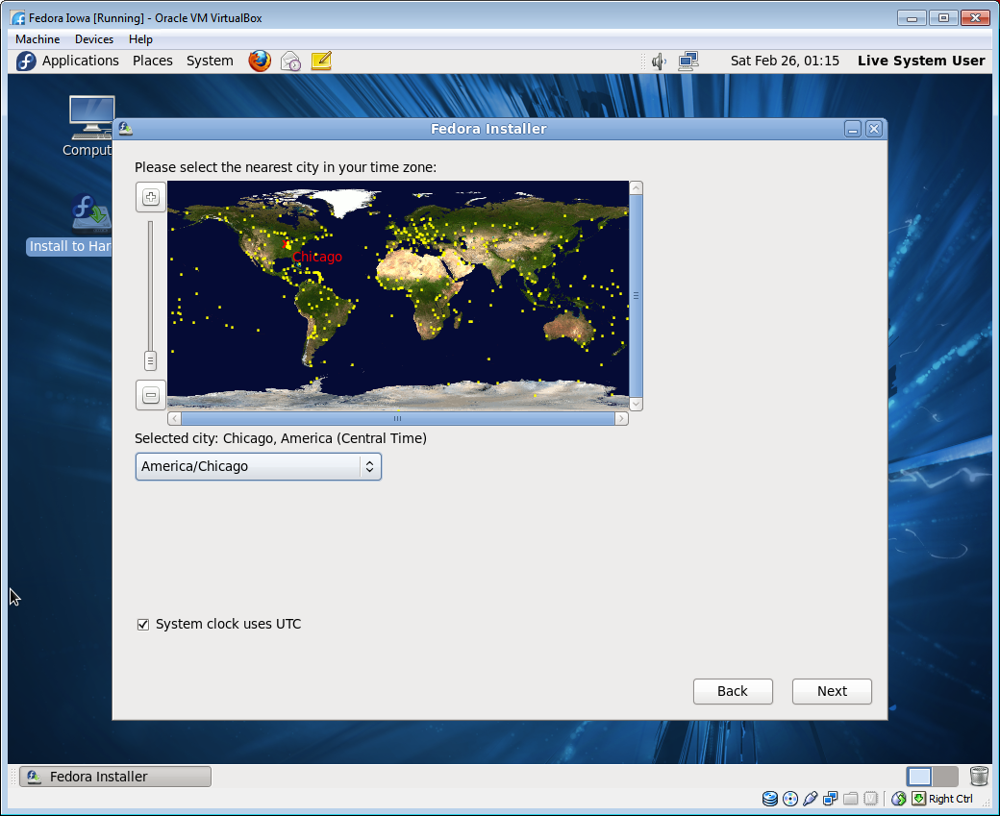 Fedora Iowa [Running] - Oracle VM VirtualBox
Machine Devices Help
Applications Places System Sat Feb 26, 01:15 Live System User
Comput
Install to Har
Fedora Installer
Please select the nearest city in your time zone:
Chicago
Selected city: Chicago, America (Central Time)
America/Chicago
System clock uses UTC
Back Next
Fedora Installer
Right Ctrl